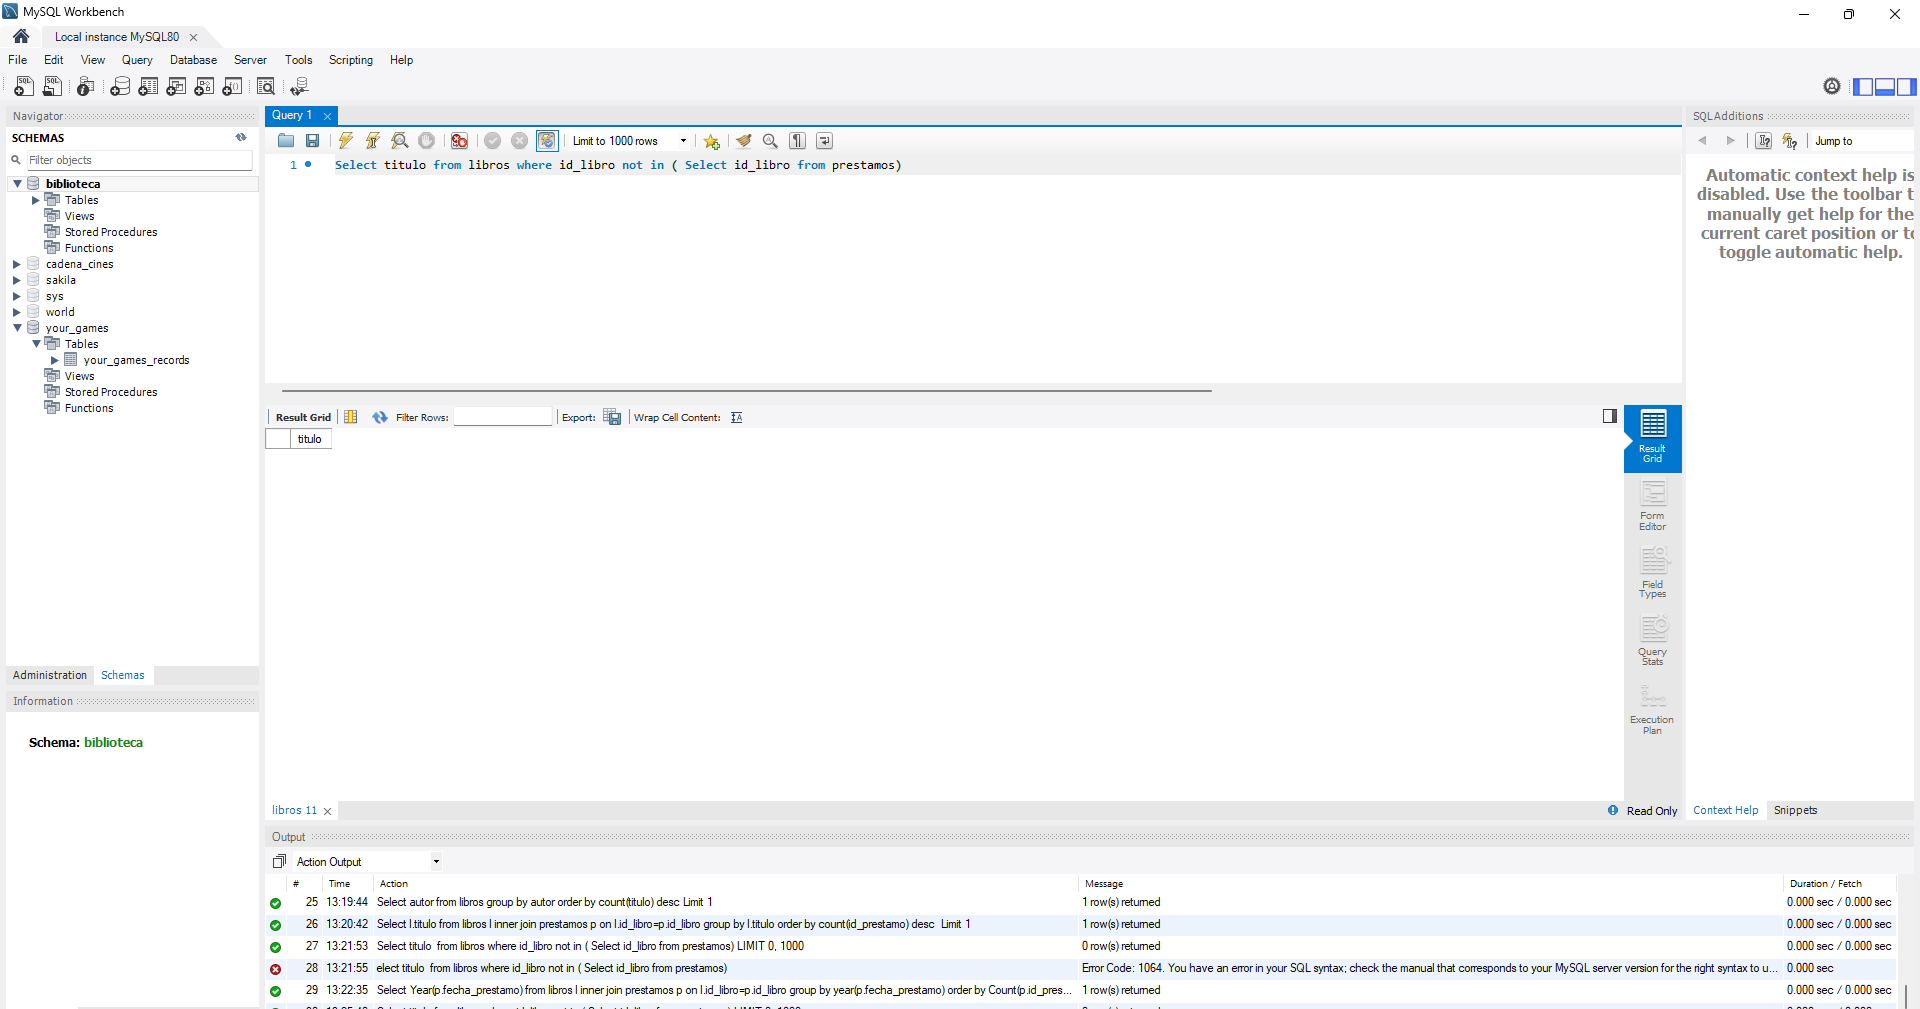 MySQL Workbench
Local instance MySQL80
File Edit View Query Database Server Tools Scripting Help
Navigator
SCHEMAS
Filter objects
biblioteca
Tables
Views
Stored Procedures
Functions
cadena_cines
sakila
sys
world
your_games
Tables
your_games_records
Views
Stored Procedures
Functions
Administration Schemas
Information
Schema: biblioteca
Query 1
Limit to 1000 rows
1 Select titulo from libros where id_libro not in ( Select id_libro from prestamos)
Result Grid Filter Rows: Export: Wrap Cell Content:
titulo
Result
Grid
Form
Editor
Field
Types
Query
Stats
Execution
Plan
libros 11
Read Only
SQLAdditions
Jump to
Automatic context help is
disabled. Use the toolbar t
manually get help for the
current caret position or to
toggle automatic help.
Context Help Snippets
Output
Action Output
# Time Action Message Duration / Fetch
25 13:19:44 Select autor from libros group by autor order by count(titulo) desc Limit 1 1 row(s) returned 0.000 sec / 0.000 sec
26 13:20:42 Select l.titulo from libros l inner join prestamos p on l.id_libro=p.id_libro group by l.titulo order by count(id_prestamo) desc Limit 1 1 row(s) returned 0.000 sec / 0.000 sec
27 13:21:53 Select titulo from libros where id_libro not in ( Select id_libro from prestamos) LIMIT 0, 1000 0 row(s) returned 0.000 sec / 0.000 sec
28 13:21:55 elect titulo from libros where id_libro not in ( Select id_libro from prestamos) Error Code: 1064. You have an error in your SQL syntax; check the manual that corresponds to your MySQL server version for the right syntax to u... 0.000 sec
29 13:22:35 Select Year(p.fecha_prestamo) from libros l inner join prestamos p on l.id_libro=p.id_libro group by year(p.fecha_prestamo) order by Count(p.id_pres... 1 row(s) returned 0.000 sec / 0.000 sec